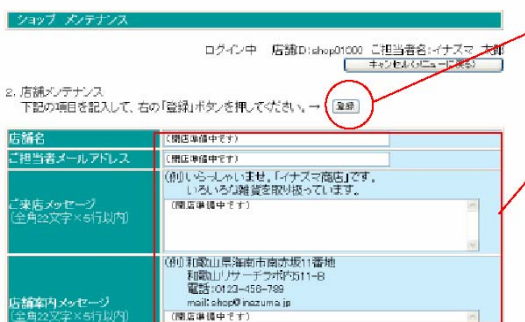 ショップ メンテナンス
ログイン中 店舗ID:shop01000 ご担当者名:イナズマ 太郎
キャンセル(メニューに戻る)
2. 店舗メンテナンス
下記の項目を記入して、右の「登録」ボタンを押してください。→ 登録
店舗名
(開店準備中です)
ご担当者メールアドレス
(開店準備中です)
ご来店メッセージ
(全角22文字×5行以内)
(例)いらっしゃいませ。「イナズマ商店」です。
いろいろな雑貨を取り扱っています。
(開店準備中です)
店舗案内メッセージ
(全角22文字×6行以内)
(例)和歌山県海南市南赤坂11番地
和歌山リサーチラボ内511-B
電話:0123-456-789
mail:shop@inazuma.jp
(開店準備中です)